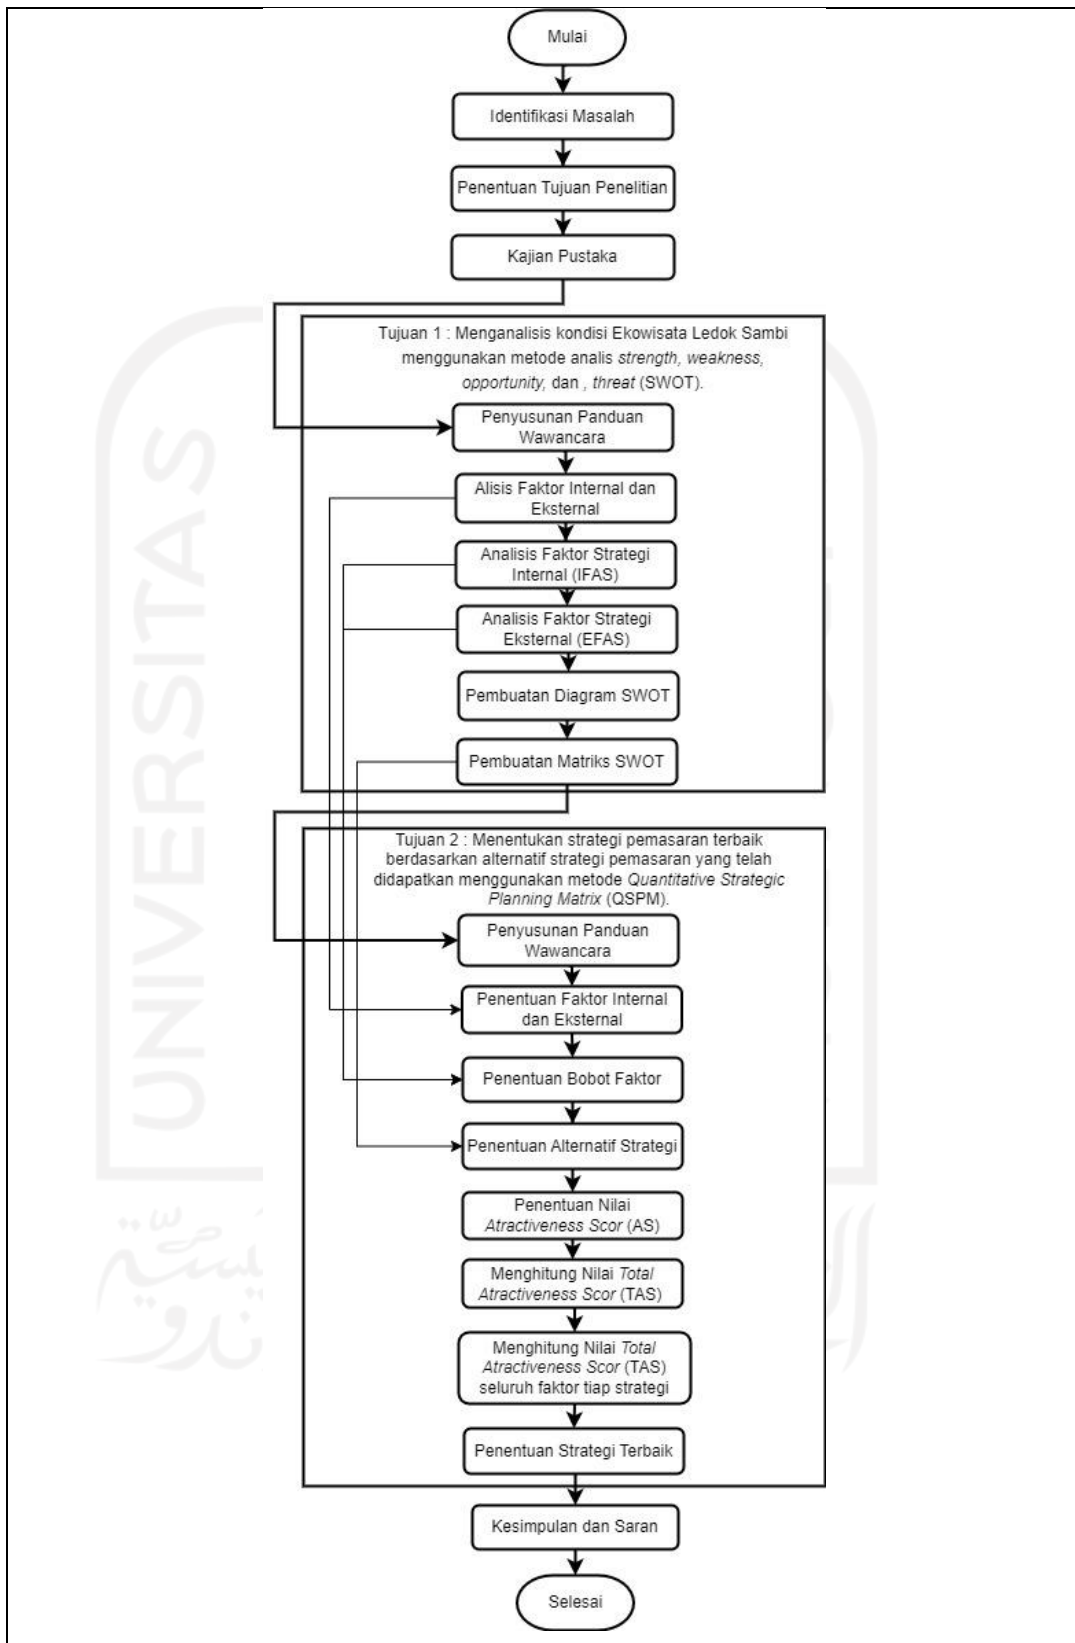 Mulai
Identifikasi Masalah
Penentuan Tujuan Penelitian
Kajian Pustaka
Tujuan 1 : Menganalisis kondisi Ekowisata Ledok Sambi
menggunakan metode analis strength, weakness,
opportunity, dan , threat (SWOT).
Penyusunan Panduan
Wawancara
Alisis Faktor Internal dan
Eksternal
Analisis Faktor Strategi
Internal (IFAS)
Analisis Faktor Strategi
Eksternal (EFAS)
Pembuatan Diagram SWOT
Pembuatan Matriks SWOT
Tujuan 2 : Menentukan strategi pemasaran terbaik
berdasarkan alternatif strategi pemasaran yang telah
didapatkan menggunakan metode Quantitative Strategic
Planning Matrix (QSPM).
Penyusunan Panduan
Wawancara
Penentuan Faktor Internal
dan Eksternal
Penentuan Bobot Faktor
Penentuan Alternatif Strategi
Penentuan Nilai
Atractiveness Scor (AS)
Menghitung Nilai Total
Atractiveness Scor (TAS)
Menghitung Nilai Total
Atractiveness Scor (TAS)
seluruh faktor tiap strategi
Penentuan Strategi Terbaik
Kesimpulan dan Saran
Selesai
UNIVERSITAS